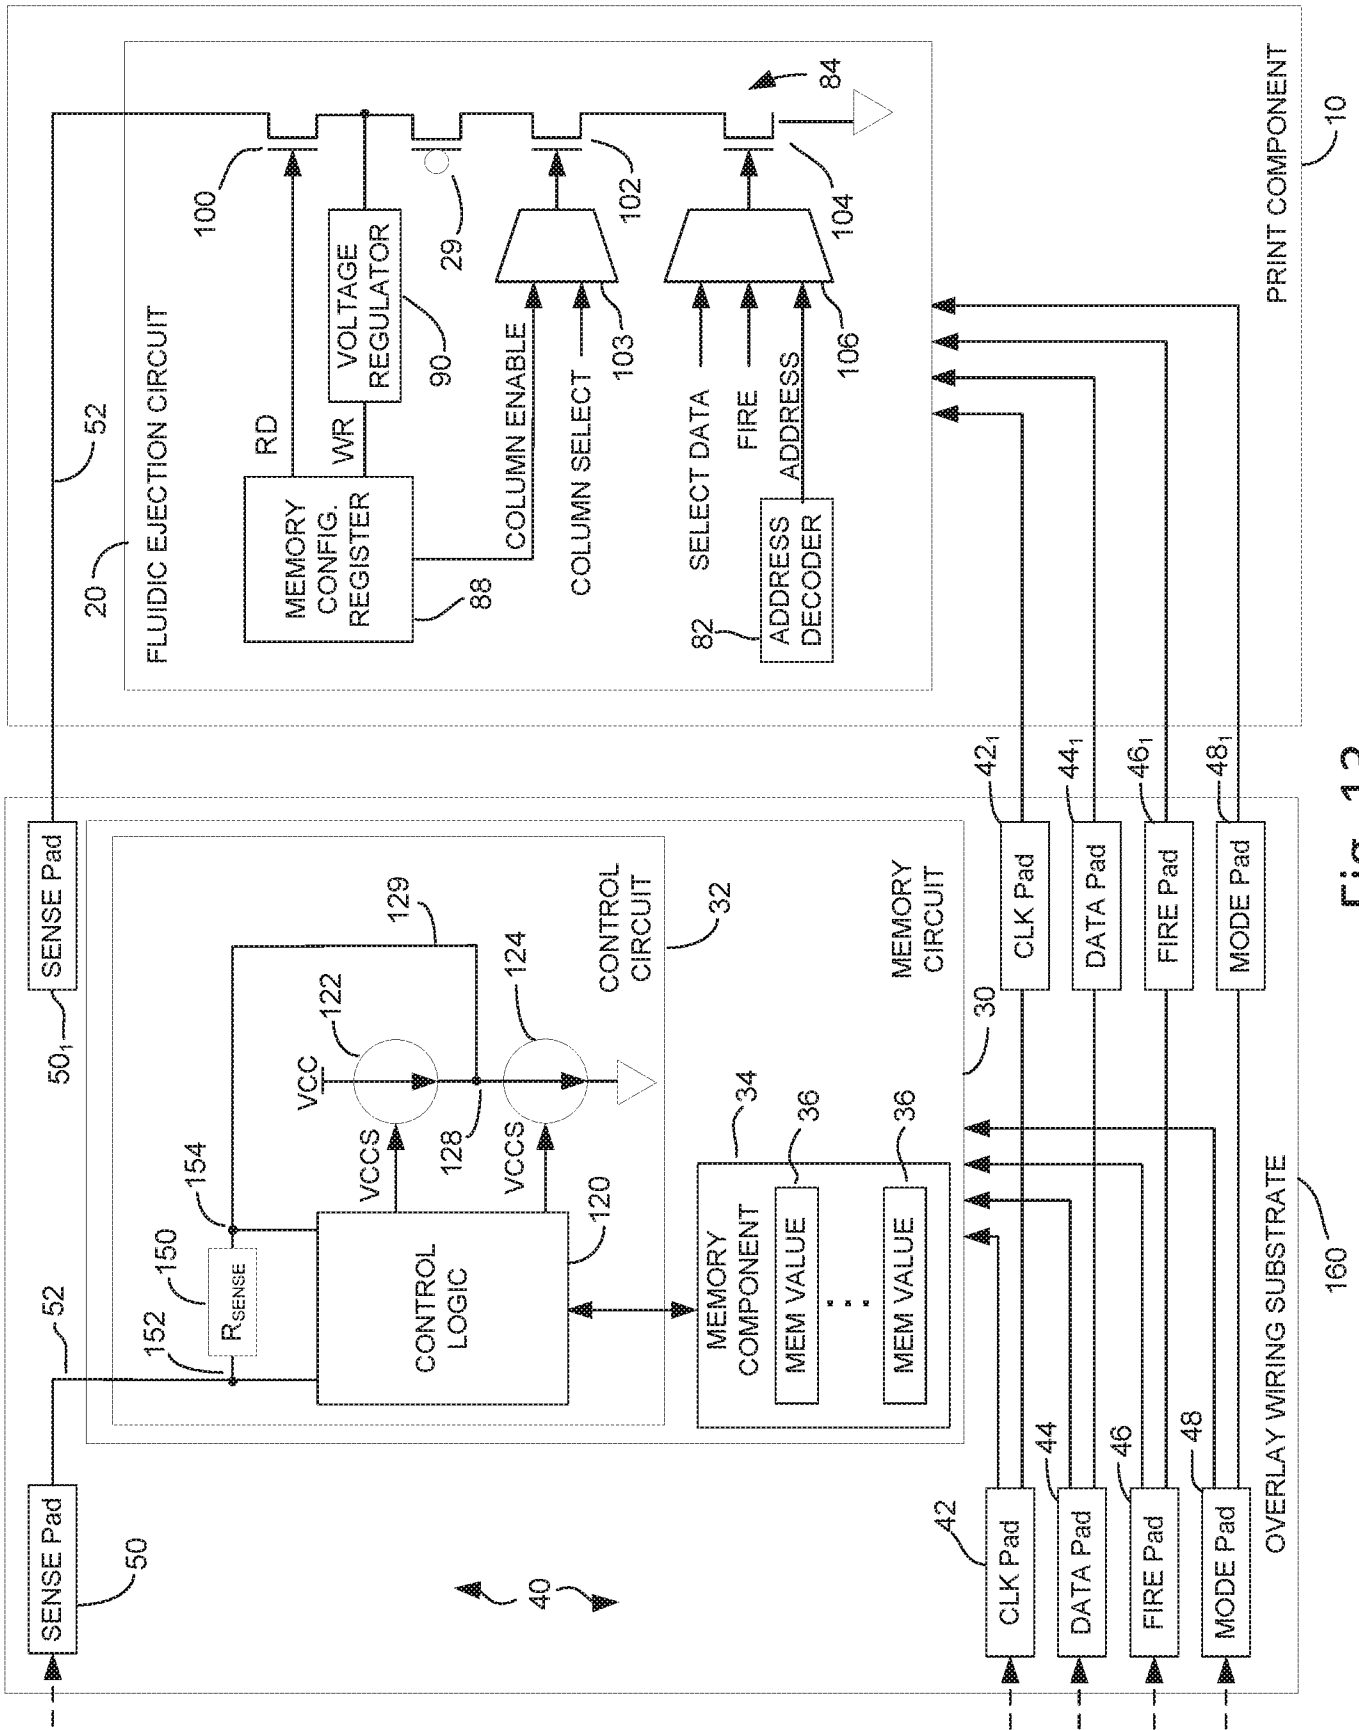 SENSE Pad
50
52
SENSE Pad
50₁
52
20
FLUIDIC EJECTION CIRCUIT
152
150
154
RSENSE
129
CONTROL
LOGIC
120
VCC
VCCS
122
128
VCCS
124
CONTROL
CIRCUIT
32
MEMORY
COMPONENT
34
MEM VALUE
36
. . .
MEM VALUE
36
MEMORY
CIRCUIT
30
40
MEMORY
CONFIG.
REGISTER
88
RD
WR
VOLTAGE
REGULATOR
90
100
29
COLUMN ENABLE
COLUMN SELECT
103
102
SELECT DATA
FIRE
ADDRESS
82
ADDRESS
DECODER
106
104
84
CLK Pad
42
CLK Pad
42₁
DATA Pad
44
DATA Pad
44₁
FIRE Pad
46
FIRE Pad
46₁
MODE Pad
48
MODE Pad
48₁
OVERLAY WIRING SUBSTRATE
160
PRINT COMPONENT
10